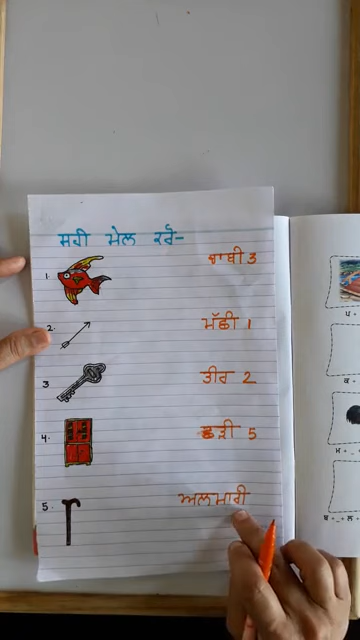 ਸਹੀ ਮੇਲ ਕਰੋ-
1.
ਚਾਬੀ 3
2.
ਮੱਛੀ 1
3
ਤੀਰ 2
4.
ਛੜੀ 5
5.
ਅਲਮਾਰੀ